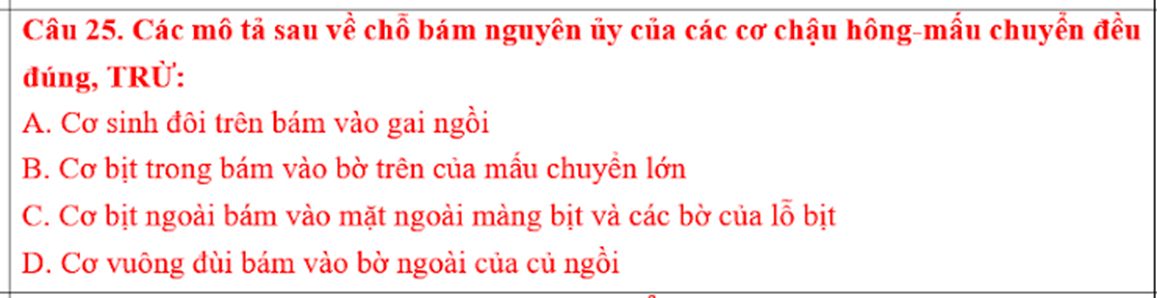 Câu 25. Các mô tả sau về chỗ bám nguyên ủy của các cơ chậu hông-mấu chuyển đều
đúng, TRỪ:
A. Cơ sinh đôi trên bám vào gai ngồi
B. Cơ bịt trong bám vào bờ trên của mấu chuyển lớn
C. Cơ bịt ngoài bám vào mặt ngoài màng bịt và các bờ của lỗ bịt
D. Cơ vuông đùi bám vào bờ ngoài của củ ngồi